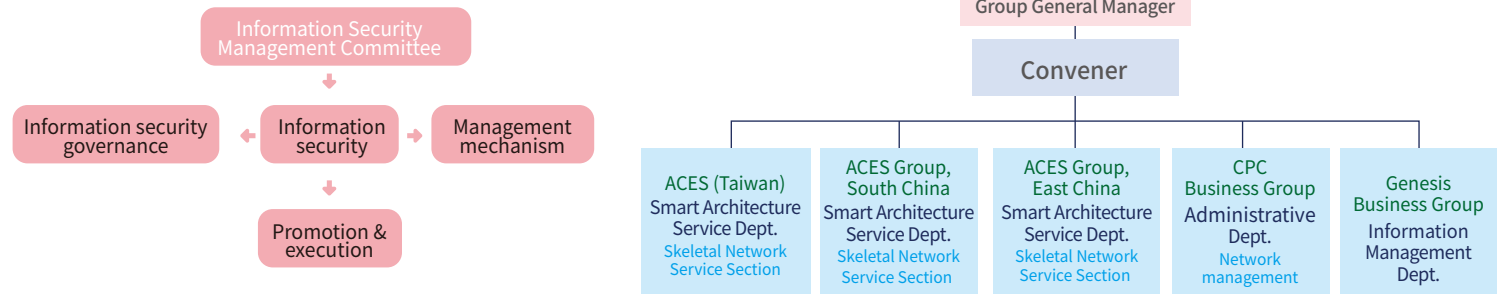 Information Security
Management Committee
Information security
governance
Information
security
Management
mechanism
Promotion &
execution
Group General Manager
Convener
ACES (Taiwan)
Smart Architecture
Service Dept.
Skeletal Network
Service Section
ACES Group,
South China
Smart Architecture
Service Dept.
Skeletal Network
Service Section
ACES Group,
East China
Smart Architecture
Service Dept.
Skeletal Network
Service Section
CPC
Business Group
Administrative
Dept.
Network
management
Genesis
Business Group
Information
Management
Dept.